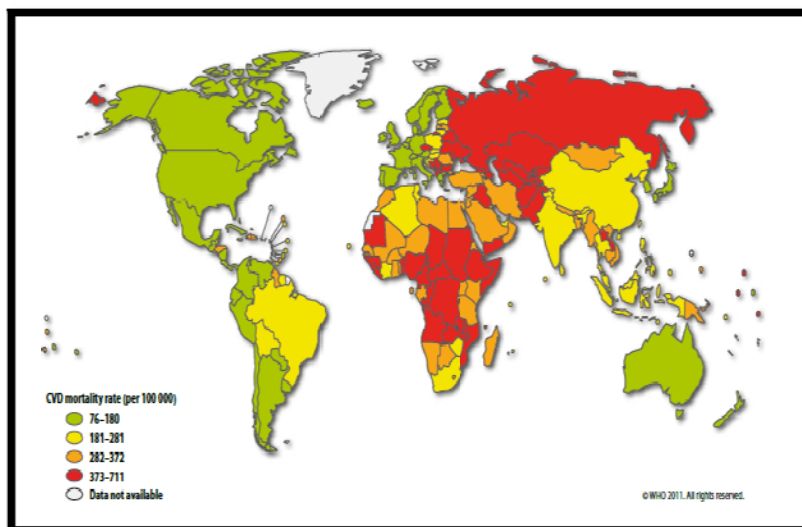 CVD mortality rate (per 100 000)
76–180
181–281
282–372
373–711
Data not available
© WHO 2011. All rights reserved.